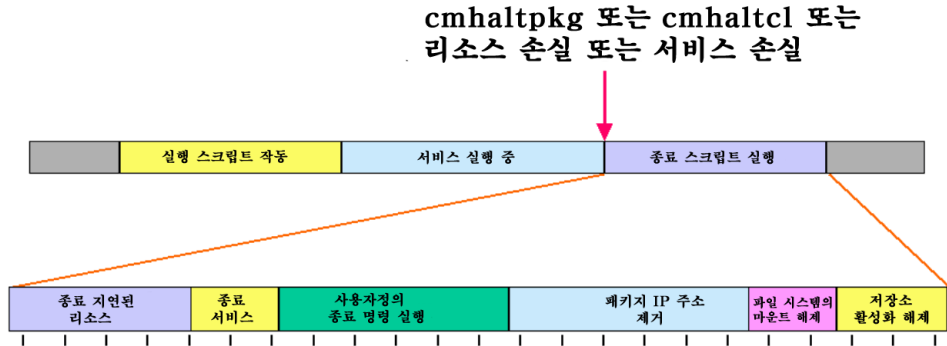 cmhaltpkg 또는 cmhaltcl 또는
리소스 손실 또는 서비스 손실
실행 스크립트 작동
서비스 실행 중
종료 스크립트 실행
종료 지연된
리소스
종료
서비스
사용자정의
종료 명령 실행
패키지 IP 주소
제거
파일 시스템의
마운트 해제
저장소
활성화 해제